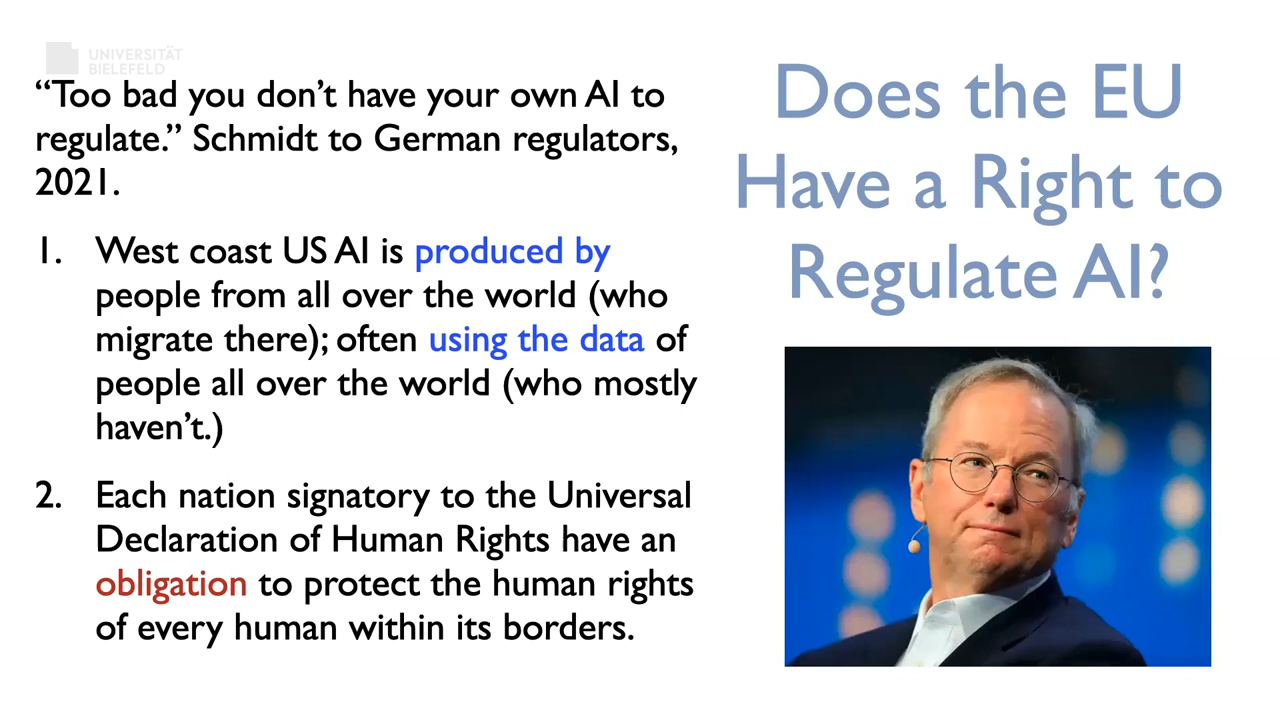 UNIVERSITÄT
BIELEFELD
“Too bad you don’t have your own AI to
regulate.” Schmidt to German regulators,
2021.
1. West coast US AI is produced by
people from all over the world (who
migrate there); often using the data of
people all over the world (who mostly
haven’t.)
2. Each nation signatory to the Universal
Declaration of Human Rights have an
obligation to protect the human rights
of every human within its borders.
Does the EU
Have a Right to
Regulate AI?